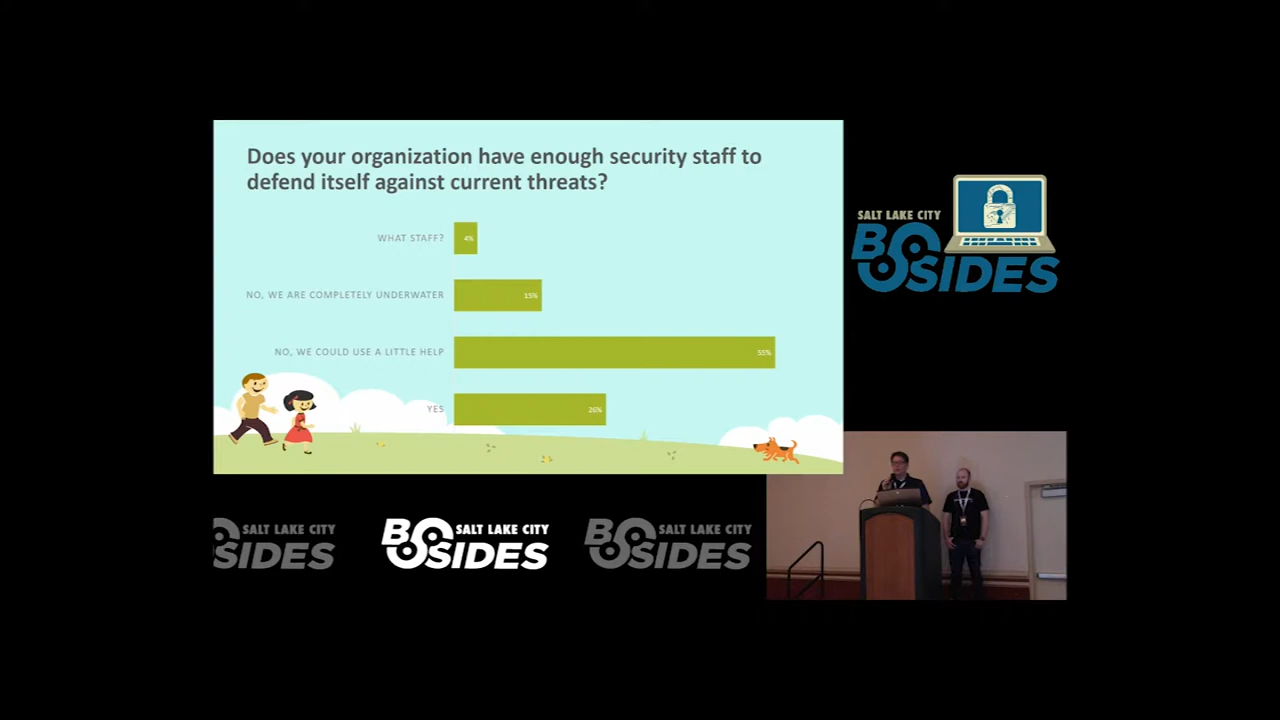 Does your organization have enough security staff to
defend itself against current threats?
WHAT STAFF?
4%
NO, WE ARE COMPLETELY UNDERWATER
15%
NO, WE COULD USE A LITTLE HELP
55%
YES
26%
SALT LAKE CITY
BSIDES
SALT LAKE CITY
SIDES
SALT LAKE CITY
BSIDES
SALT LAKE CITY
BSIDES